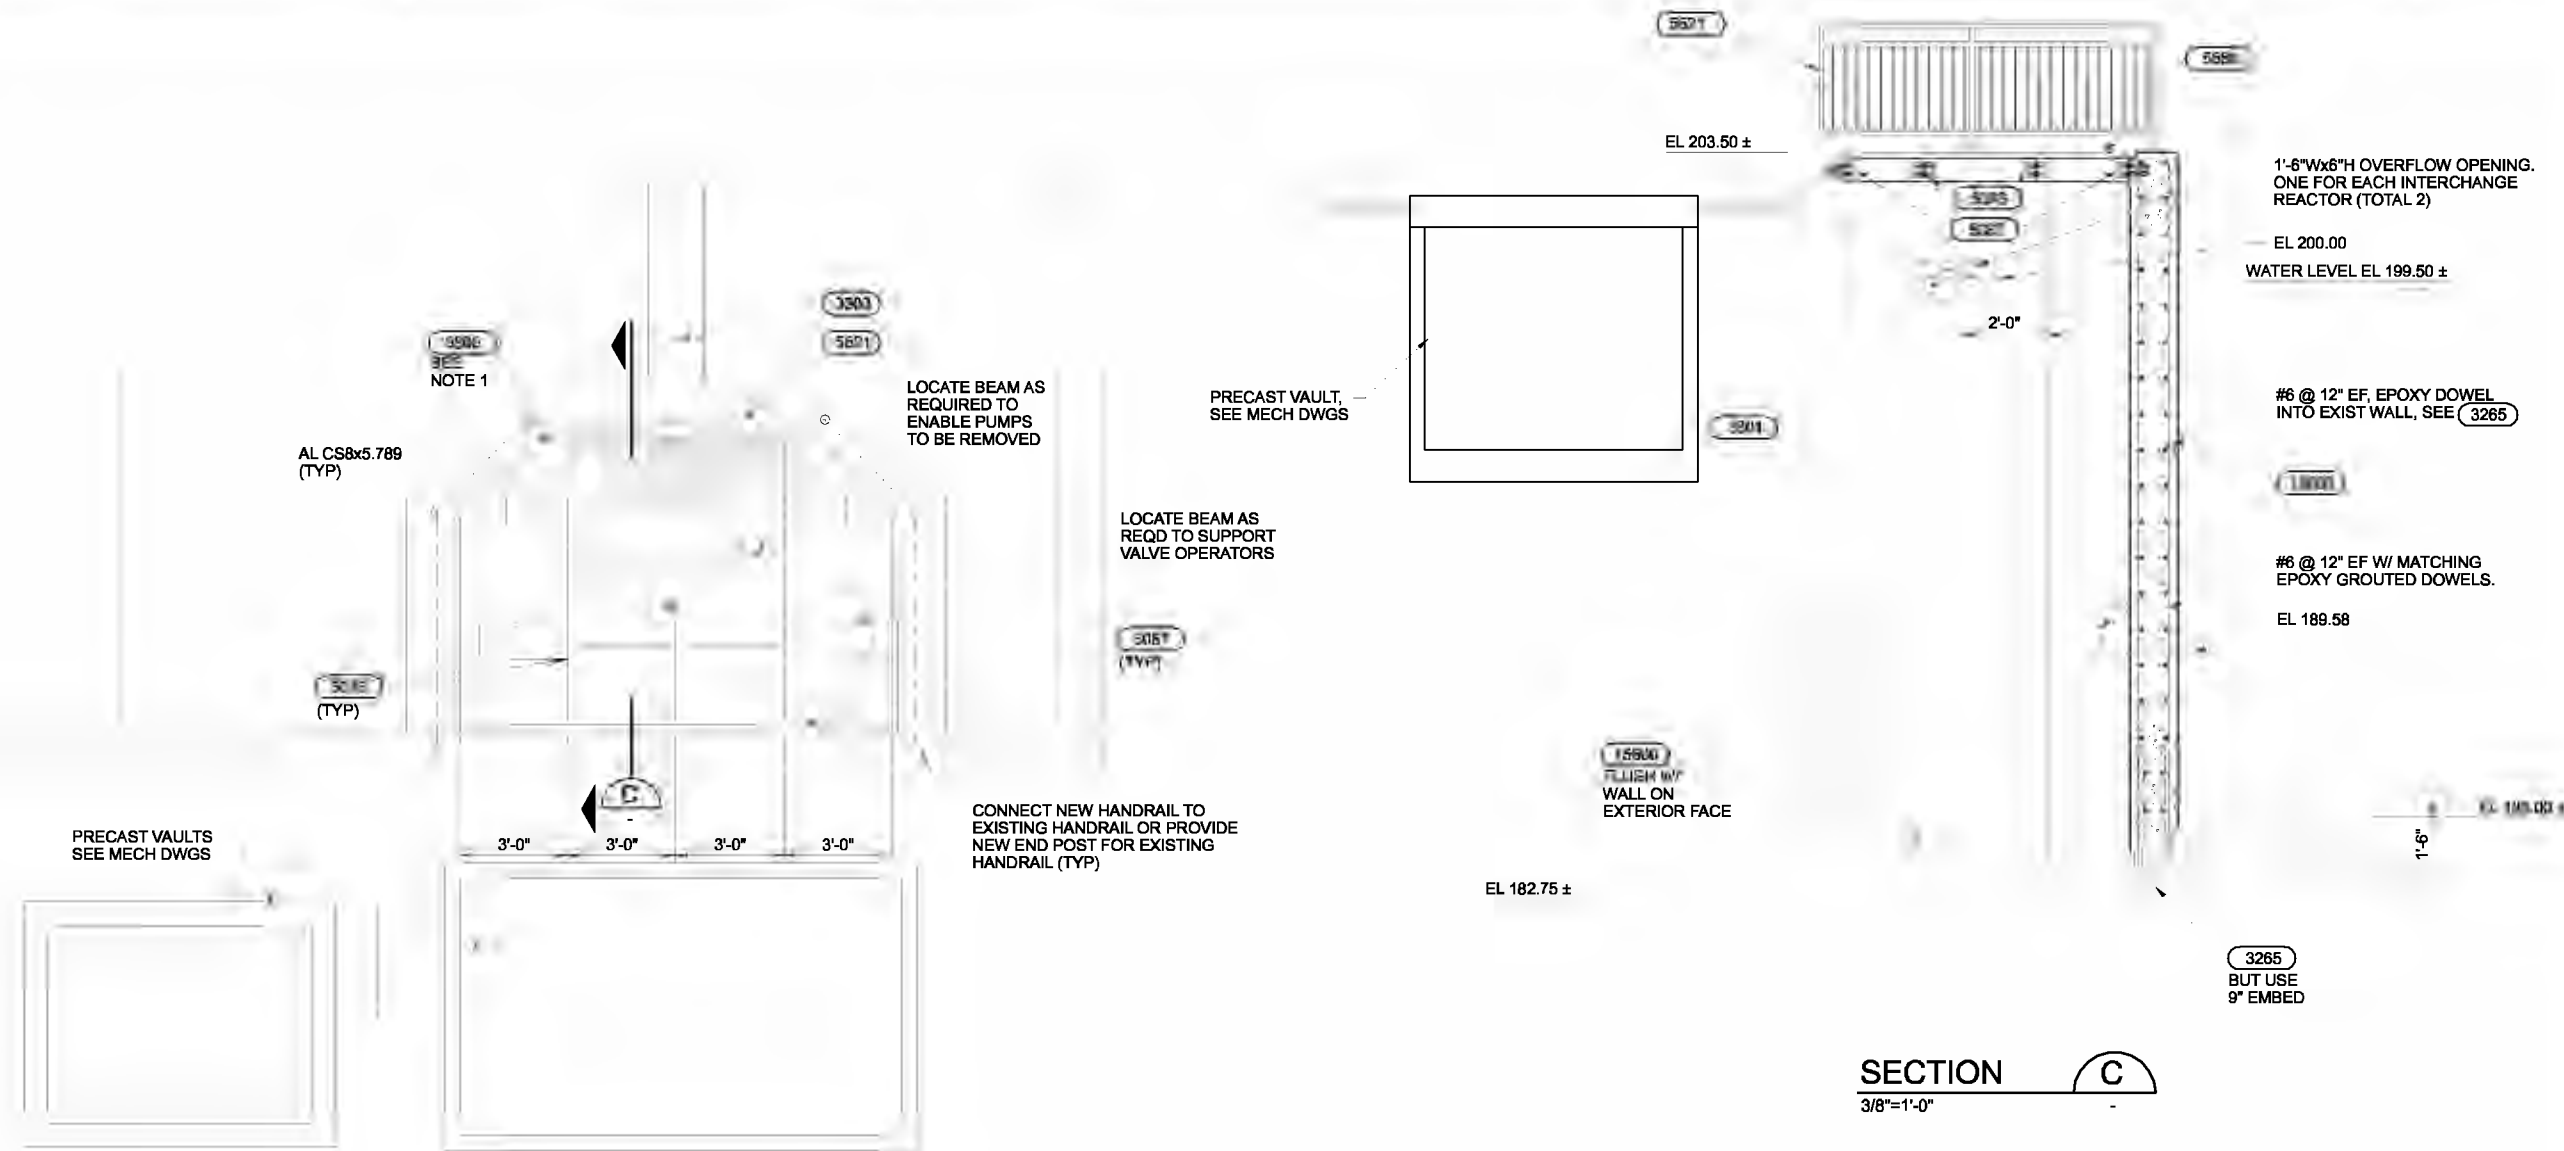 NOTE 1
AL CS8x5.789
(TYP)
(TYP)
5621
LOCATE BEAM AS
REQUIRED TO
ENABLE PUMPS
TO BE REMOVED
LOCATE BEAM AS
REQD TO SUPPORT
VALVE OPERATORS
(TYP)
C
-
3'-0"
3'-0"
3'-0"
3'-0"
CONNECT NEW HANDRAIL TO
EXISTING HANDRAIL OR PROVIDE
NEW END POST FOR EXISTING
HANDRAIL (TYP)
PRECAST VAULTS
SEE MECH DWGS
5621
EL 203.50 ±
PRECAST VAULT,
SEE MECH DWGS
2'-0"
1'-6"Wx6"H OVERFLOW OPENING.
ONE FOR EACH INTERCHANGE
REACTOR (TOTAL 2)
EL 200.00
WATER LEVEL EL 199.50 ±
#6 @ 12" EF, EPOXY DOWEL
INTO EXIST WALL, SEE 3265
#6 @ 12" EF W/ MATCHING
EPOXY GROUTED DOWELS.
EL 189.58
WALL ON
EXTERIOR FACE
EL 182.75 ±
1'-6"
3265
BUT USE
9" EMBED
SECTION C
3/8"=1'-0"
-